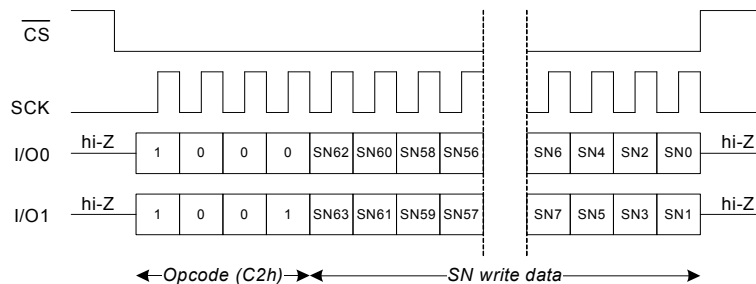 CS
SCK
hi-Z 1 0 0 0 SN62 SN60 SN58 SN56 SN6 SN4 SN2 SN0 hi-Z
I/O0
hi-Z 1 0 0 1 SN63 SN61 SN59 SN57 SN7 SN5 SN3 SN1 hi-Z
I/O1
Opcode (C2h) SN write data